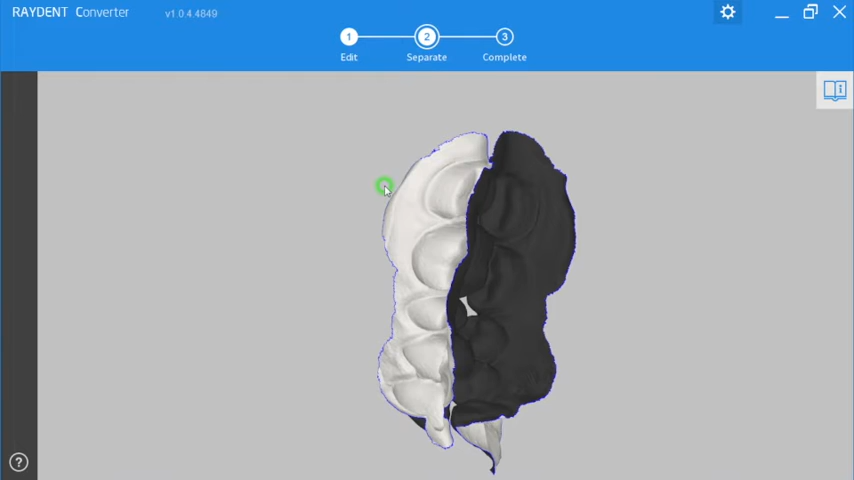 RAYDENT Converter v1.0.4.4849
1 2 3
Edit Separate Complete
i
?